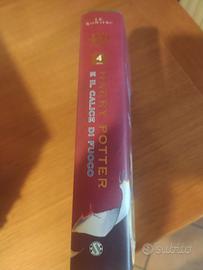 4
HARRY POTTER
E IL CALICE DI FUOCO
subito